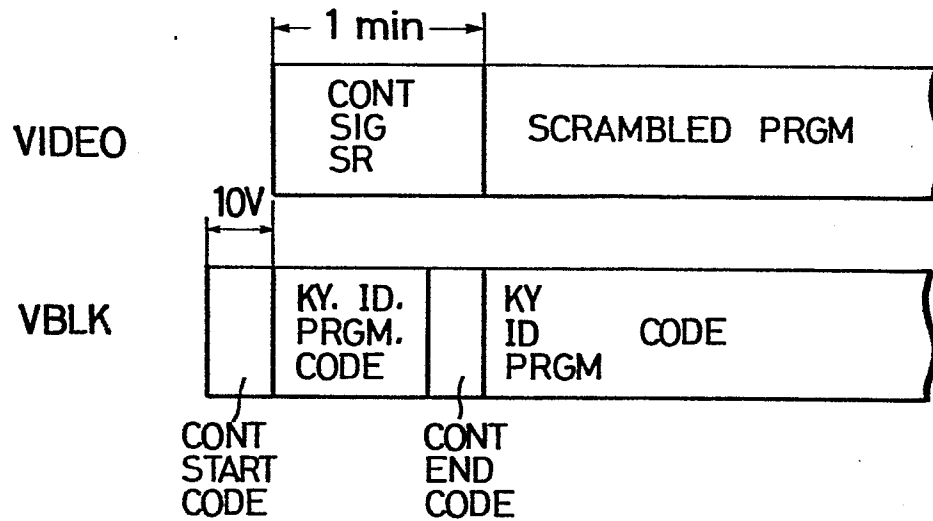 1 min
VIDEO
CONT
SIG
SR
SCRAMBLED PRGM
10V
VBLK
KY. ID.
PRGM.
CODE
KY
ID CODE
PRGM
CONT
START
CODE
CONT
END
CODE